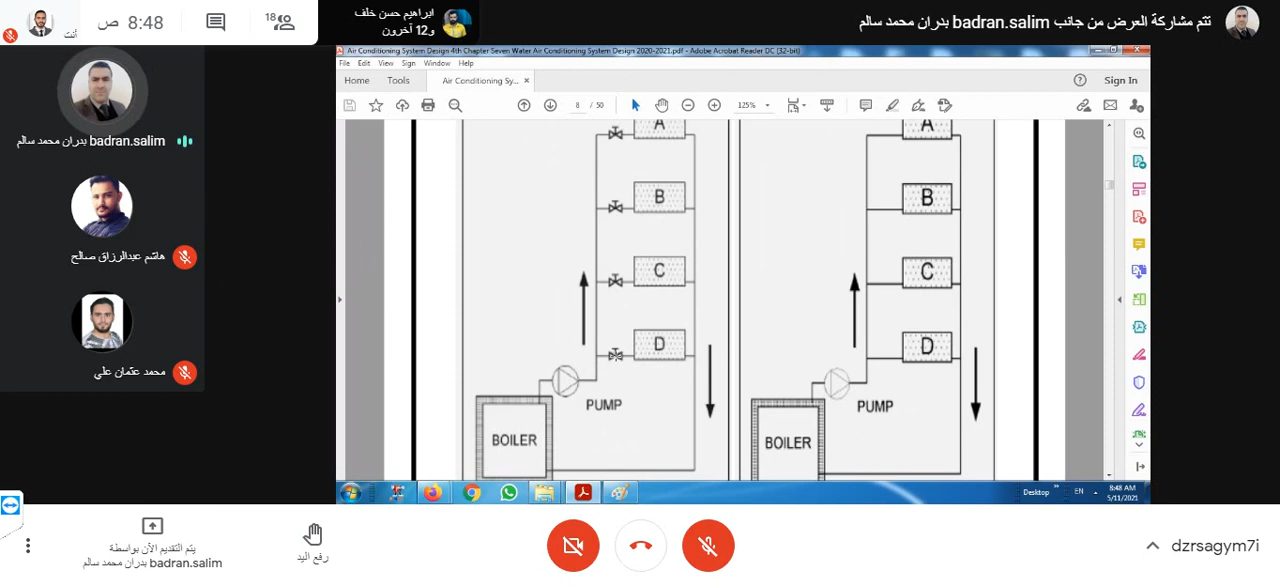 8:48 ص
18
أنت
ابراهيم حسن خلف
و12 آخرون
تتم مشاركة العرض من جانب badran.salim بدران محمد سالم
badran.salim بدران محمد سالم
هاشم عبدالرزاق صالح
محمد عثمان علي
Air Conditioning System Design 4th Chapter Seven Water Air Conditioning System Design 2020-2021.pdf - Adobe Acrobat Reader DC (32-bit)
File Edit View Sign Window Help
Home Tools Air Conditioning Sy... × Sign In
8 / 50 125%
A
B
C
D
PUMP
BOILER
A
B
C
D
PUMP
BOILER
Desktop EN 8:48 AM
5/11/2021
يتم التقديم الآن بواسطة
badran.salim بدران محمد سالم
رفع اليد
dzrsagym7i